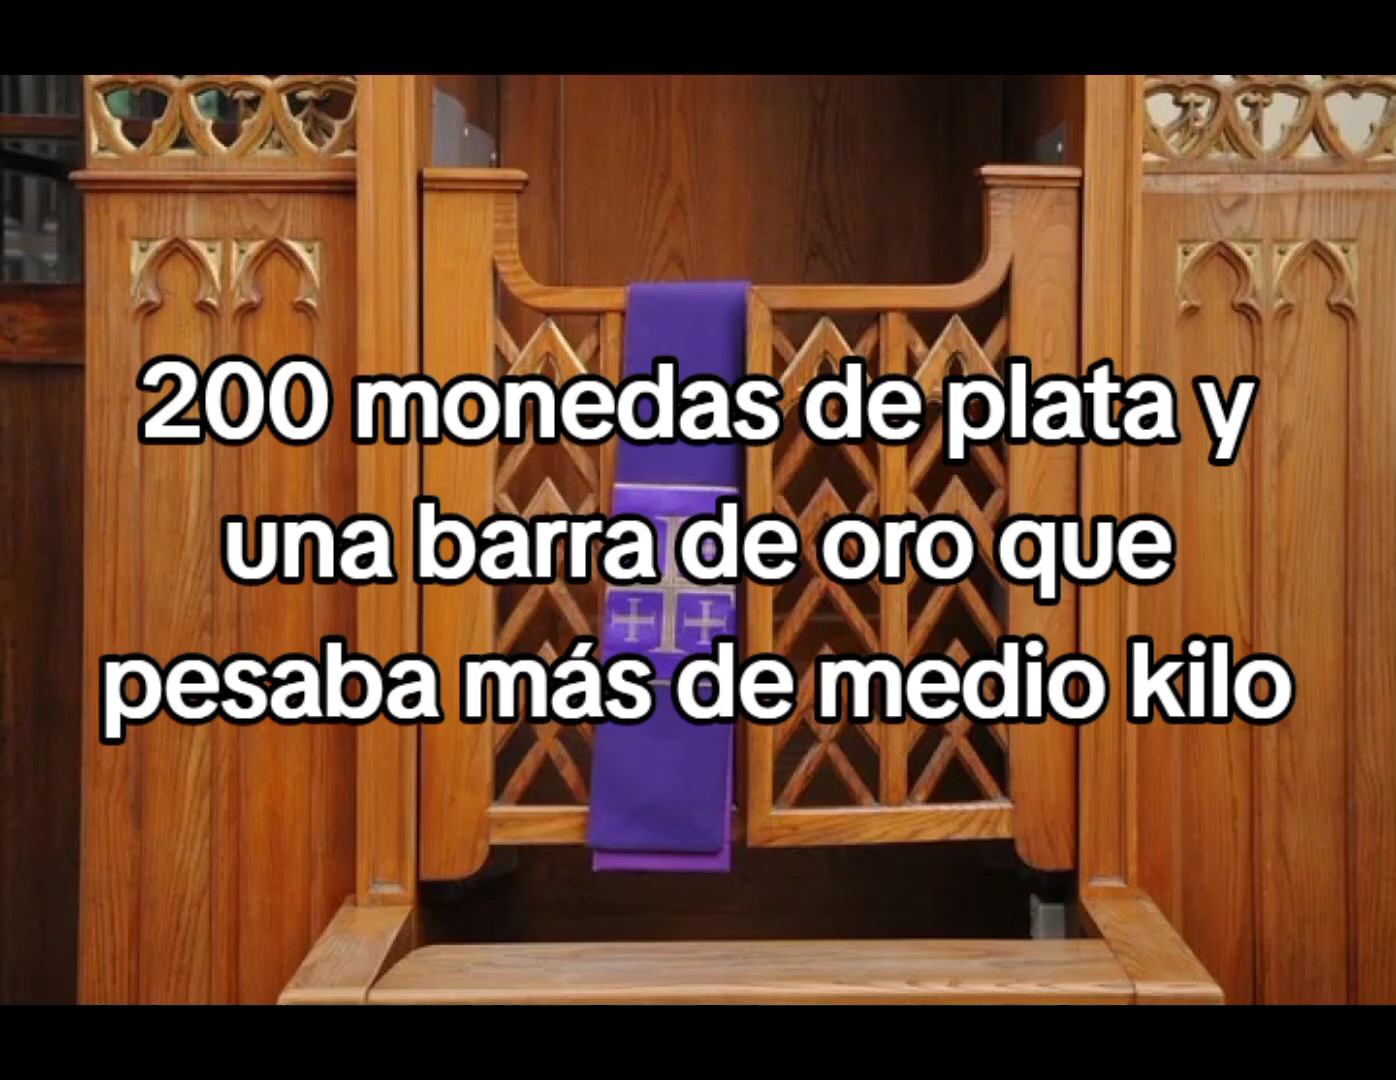 200 monedas de plata y
una barra de oro que
pesaba más de medio kilo